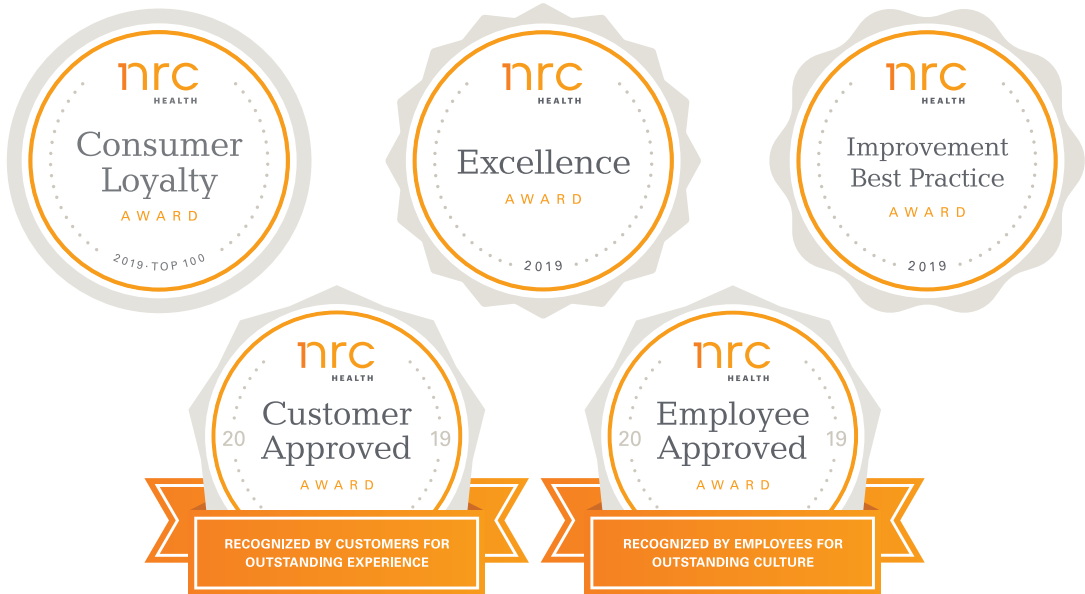 nrc
HEALTH
Consumer
Loyalty
AWARD
2019·TOP 100
nrc
HEALTH
Excellence
AWARD
2019
nrc
HEALTH
Improvement
Best Practice
AWARD
2019
nrc
HEALTH
Customer
20 Approved 19
AWARD
RECOGNIZED BY CUSTOMERS FOR
OUTSTANDING EXPERIENCE
nrc
HEALTH
Employee
20 Approved 19
AWARD
RECOGNIZED BY EMPLOYEES FOR
OUTSTANDING CULTURE